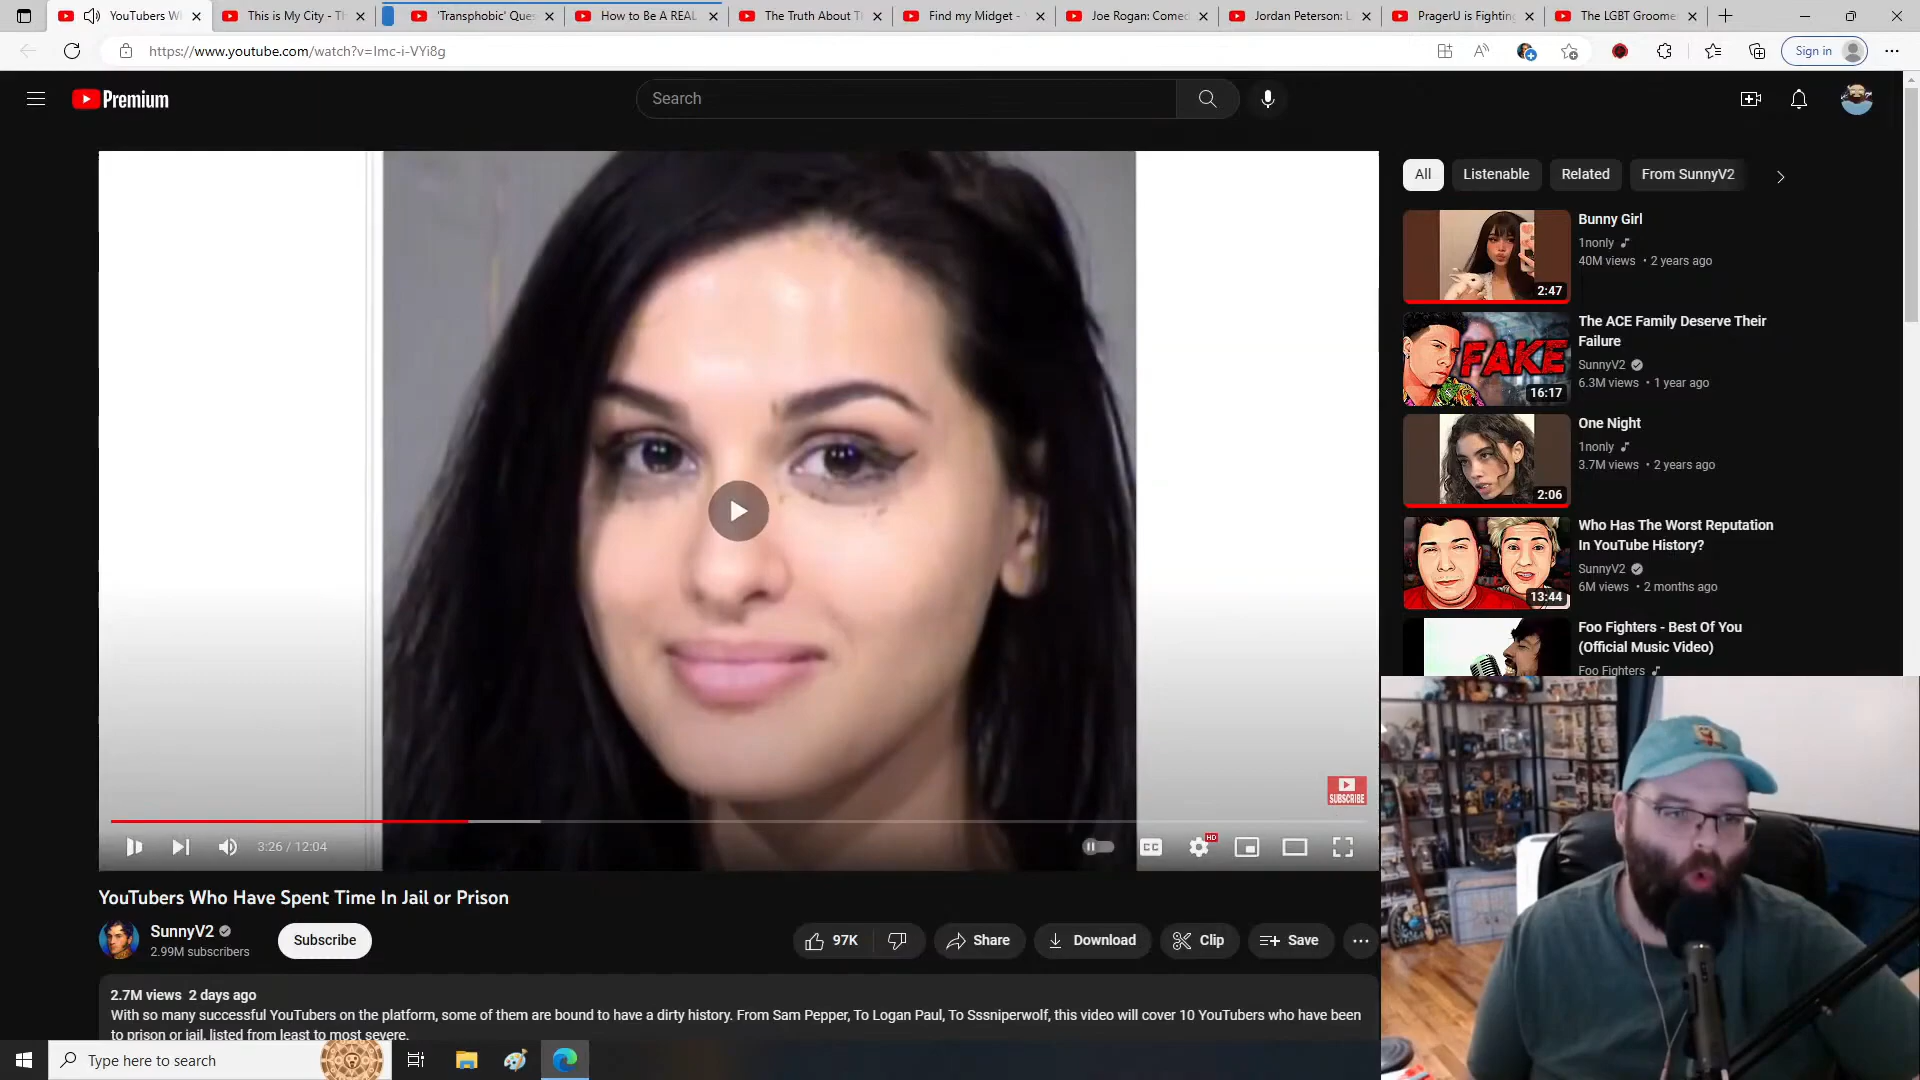 YouTubers Wh
This is My City - Th
'Transphobic' Ques
How to Be A REAL
The Truth About Th
Find my Midget - Y
Joe Rogan: Comed
Jordan Peterson: L
PragerU is Fighting
The LGBT Groome
https://www.youtube.com/watch?v=Imc-i-VYi8g
Sign in
Premium
Search
All
Listenable
Related
From SunnyV2
2:47
Bunny Girl
1nonly
40M views • 2 years ago
FAKE
16:17
The ACE Family Deserve Their
Failure
SunnyV2
6.3M views • 1 year ago
2:06
One Night
1nonly
3.7M views • 2 years ago
13:44
Who Has The Worst Reputation
In YouTube History?
SunnyV2
6M views • 2 months ago
Foo Fighters - Best Of You
(Official Music Video)
Foo Fighters
SUBSCRIBE
3:26 / 12:04
CC
HD
YouTubers Who Have Spent Time In Jail or Prison
SunnyV2
2.99M subscribers
Subscribe
97K
Share
Download
Clip
Save
2.7M views 2 days ago
With so many successful YouTubers on the platform, some of them are bound to have a dirty history. From Sam Pepper, To Logan Paul, To Sssniperwolf, this video will cover 10 YouTubers who have been
to prison or jail, listed from least to most severe.
Type here to search